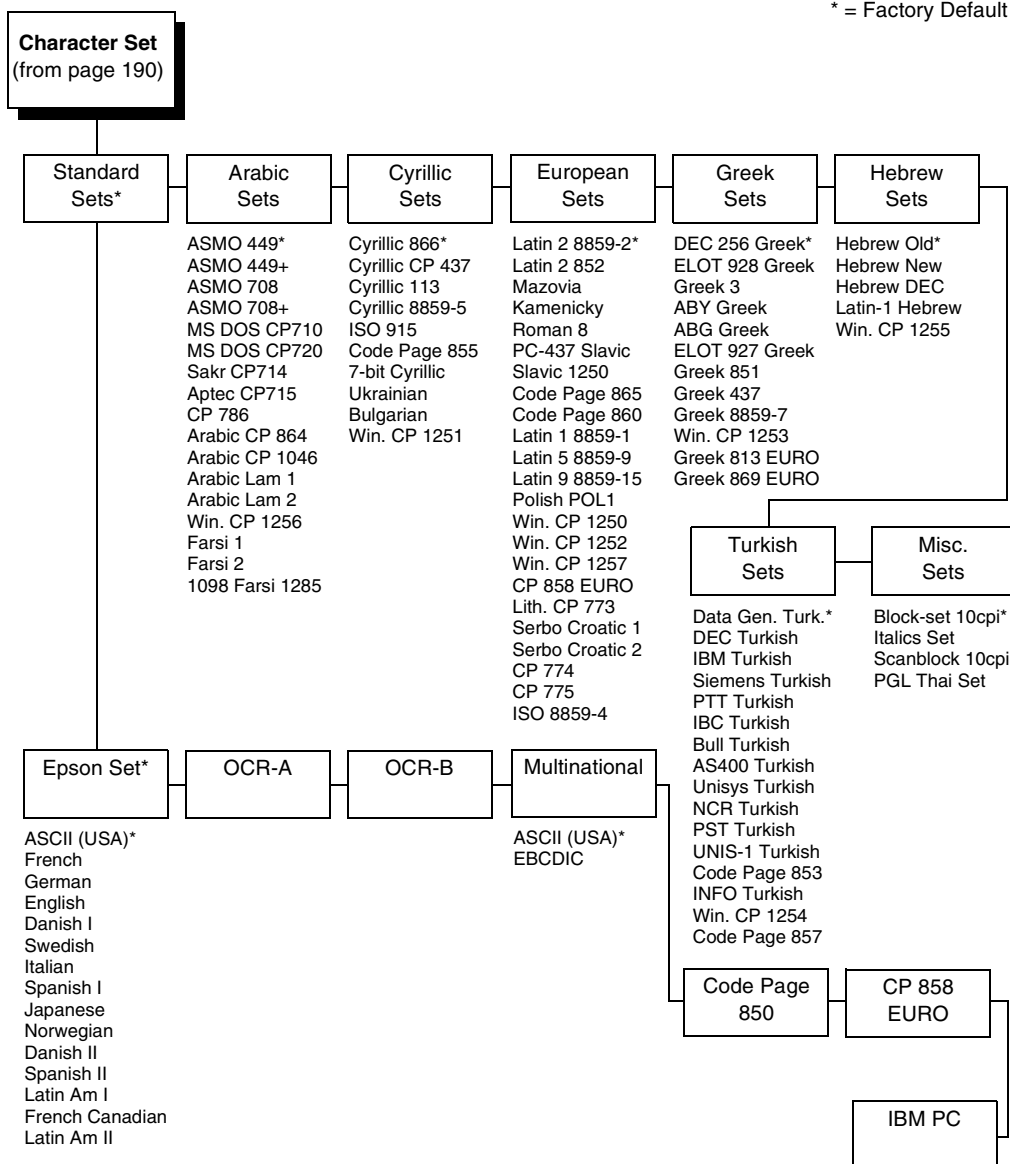 * = Factory Default
Character Set
(from page 190)
Standard
Sets*
Arabic
Sets
Cyrillic
Sets
European
Sets
Greek
Sets
Hebrew
Sets
ASMO 449*
ASMO 449+
ASMO 708
ASMO 708+
MS DOS CP710
MS DOS CP720
Sakr CP714
Aptec CP715
CP 786
Arabic CP 864
Arabic CP 1046
Arabic Lam 1
Arabic Lam 2
Win. CP 1256
Farsi 1
Farsi 2
1098 Farsi 1285
Cyrillic 866*
Cyrillic CP 437
Cyrillic 113
Cyrillic 8859-5
ISO 915
Code Page 855
7-bit Cyrillic
Ukrainian
Bulgarian
Win. CP 1251
Latin 2 8859-2*
Latin 2 852
Mazovia
Kamenicky
Roman 8
PC-437 Slavic
Slavic 1250
Code Page 865
Code Page 860
Latin 1 8859-1
Latin 5 8859-9
Latin 9 8859-15
Polish POL1
Win. CP 1250
Win. CP 1252
Win. CP 1257
CP 858 EURO
Lith. CP 773
Serbo Croatic 1
Serbo Croatic 2
CP 774
CP 775
ISO 8859-4
DEC 256 Greek*
ELOT 928 Greek
Greek 3
ABY Greek
ABG Greek
ELOT 927 Greek
Greek 851
Greek 437
Greek 8859-7
Win. CP 1253
Greek 813 EURO
Greek 869 EURO
Hebrew Old*
Hebrew New
Hebrew DEC
Latin-1 Hebrew
Win. CP 1255
Turkish
Sets
Misc.
Sets
Data Gen. Turk.*
DEC Turkish
IBM Turkish
Siemens Turkish
PTT Turkish
IBC Turkish
Bull Turkish
AS400 Turkish
Unisys Turkish
NCR Turkish
PST Turkish
UNIS-1 Turkish
Code Page 853
INFO Turkish
Win. CP 1254
Code Page 857
Block-set 10cpi*
Italics Set
Scanblock 10cpi
PGL Thai Set
Epson Set*
OCR-A
OCR-B
Multinational
ASCII (USA)*
French
German
English
Danish I
Swedish
Italian
Spanish I
Japanese
Norwegian
Danish II
Spanish II
Latin Am I
French Canadian
Latin Am II
ASCII (USA)*
EBCDIC
Code Page
850
CP 858
EURO
IBM PC